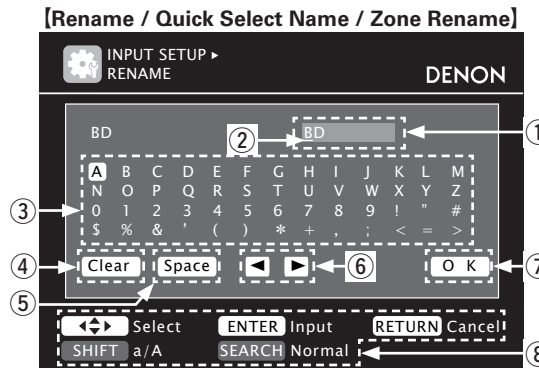 【Rename / Quick Select Name / Zone Rename】
INPUT SETUP ▸
RENAME
DENON
BD BD
① ②
A B C D E F G H I J K L M
N O P Q R S T U V W X Y Z
③ 0 1 2 3 4 5 6 7 8 9 ! " #
$ % & ' ( ) * + , ; < = >
④ Clear Space ◀ ▶ ⑥ O K ⑦
⑤
◀▲▼▶ Select ENTER Input RETURN Cancel
SHIFT a/A SEARCH Normal ⑧